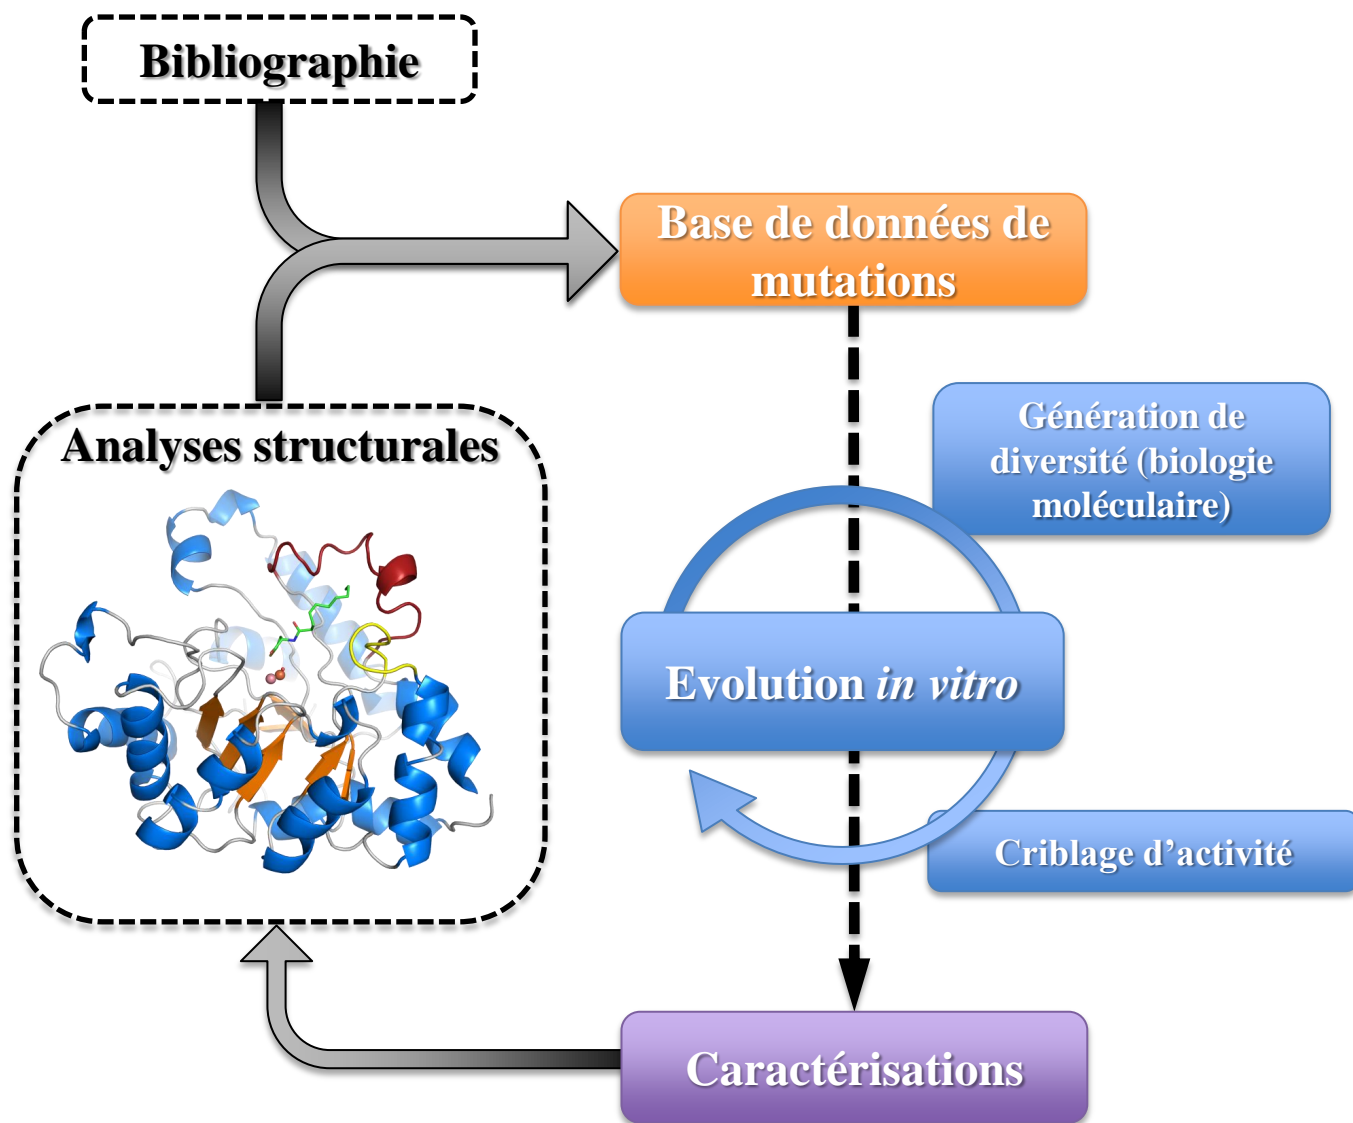 Bibliographie
Base de données de
mutations
Génération de
diversité (biologie
moléculaire)
Analyses structurales
Evolution in vitro
Criblage d’activité
Caractérisations